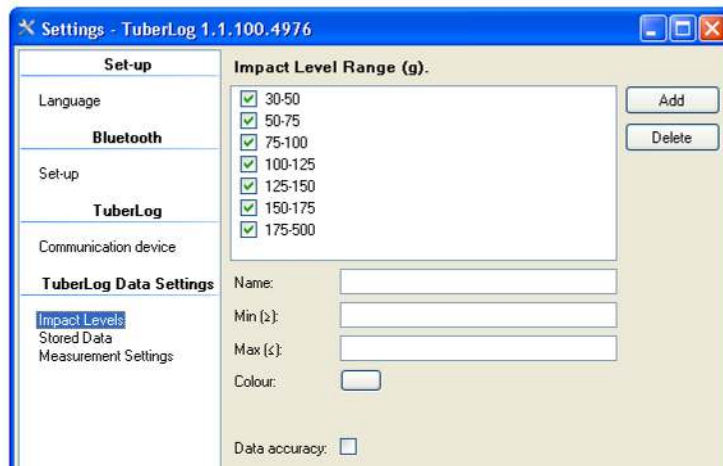 Settings - TuberLog 1.1.100.4976
Set-up
Language
Bluetooth
Set-up
TuberLog
Communication device
TuberLog Data Settings
Impact Levels
Stored Data
Measurement Settings
Impact Level Range (g).
30-50
50-75
75-100
100-125
125-150
150-175
175-500
Add
Delete
Name:
Min (≥):
Max (≤):
Colour:
Data accuracy: